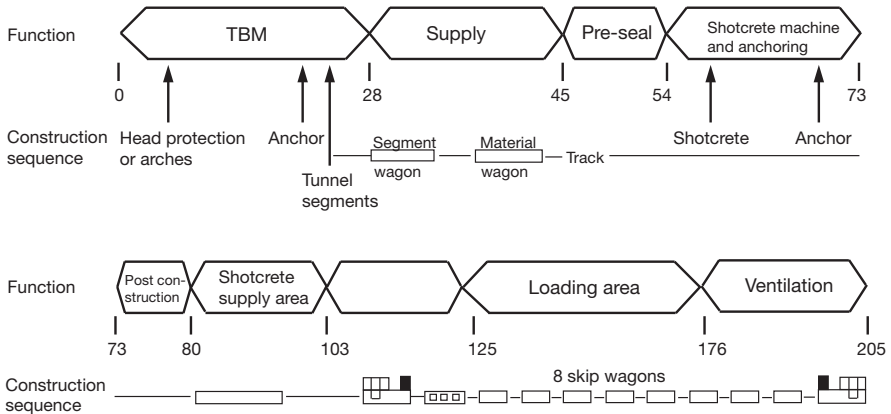 Function
TBM
Supply
Pre-seal
Shotcrete machine
and anchoring
0
28
45
54
73
Construction
sequence
Head protection
or arches
Anchor
Tunnel
segments
Segment
wagon
Material
wagon
Track
Shotcrete
Anchor
Function
Post con-
struction
Shotcrete
supply area
Loading area
Ventilation
73
80
103
125
176
205
Construction
sequence
8 skip wagons